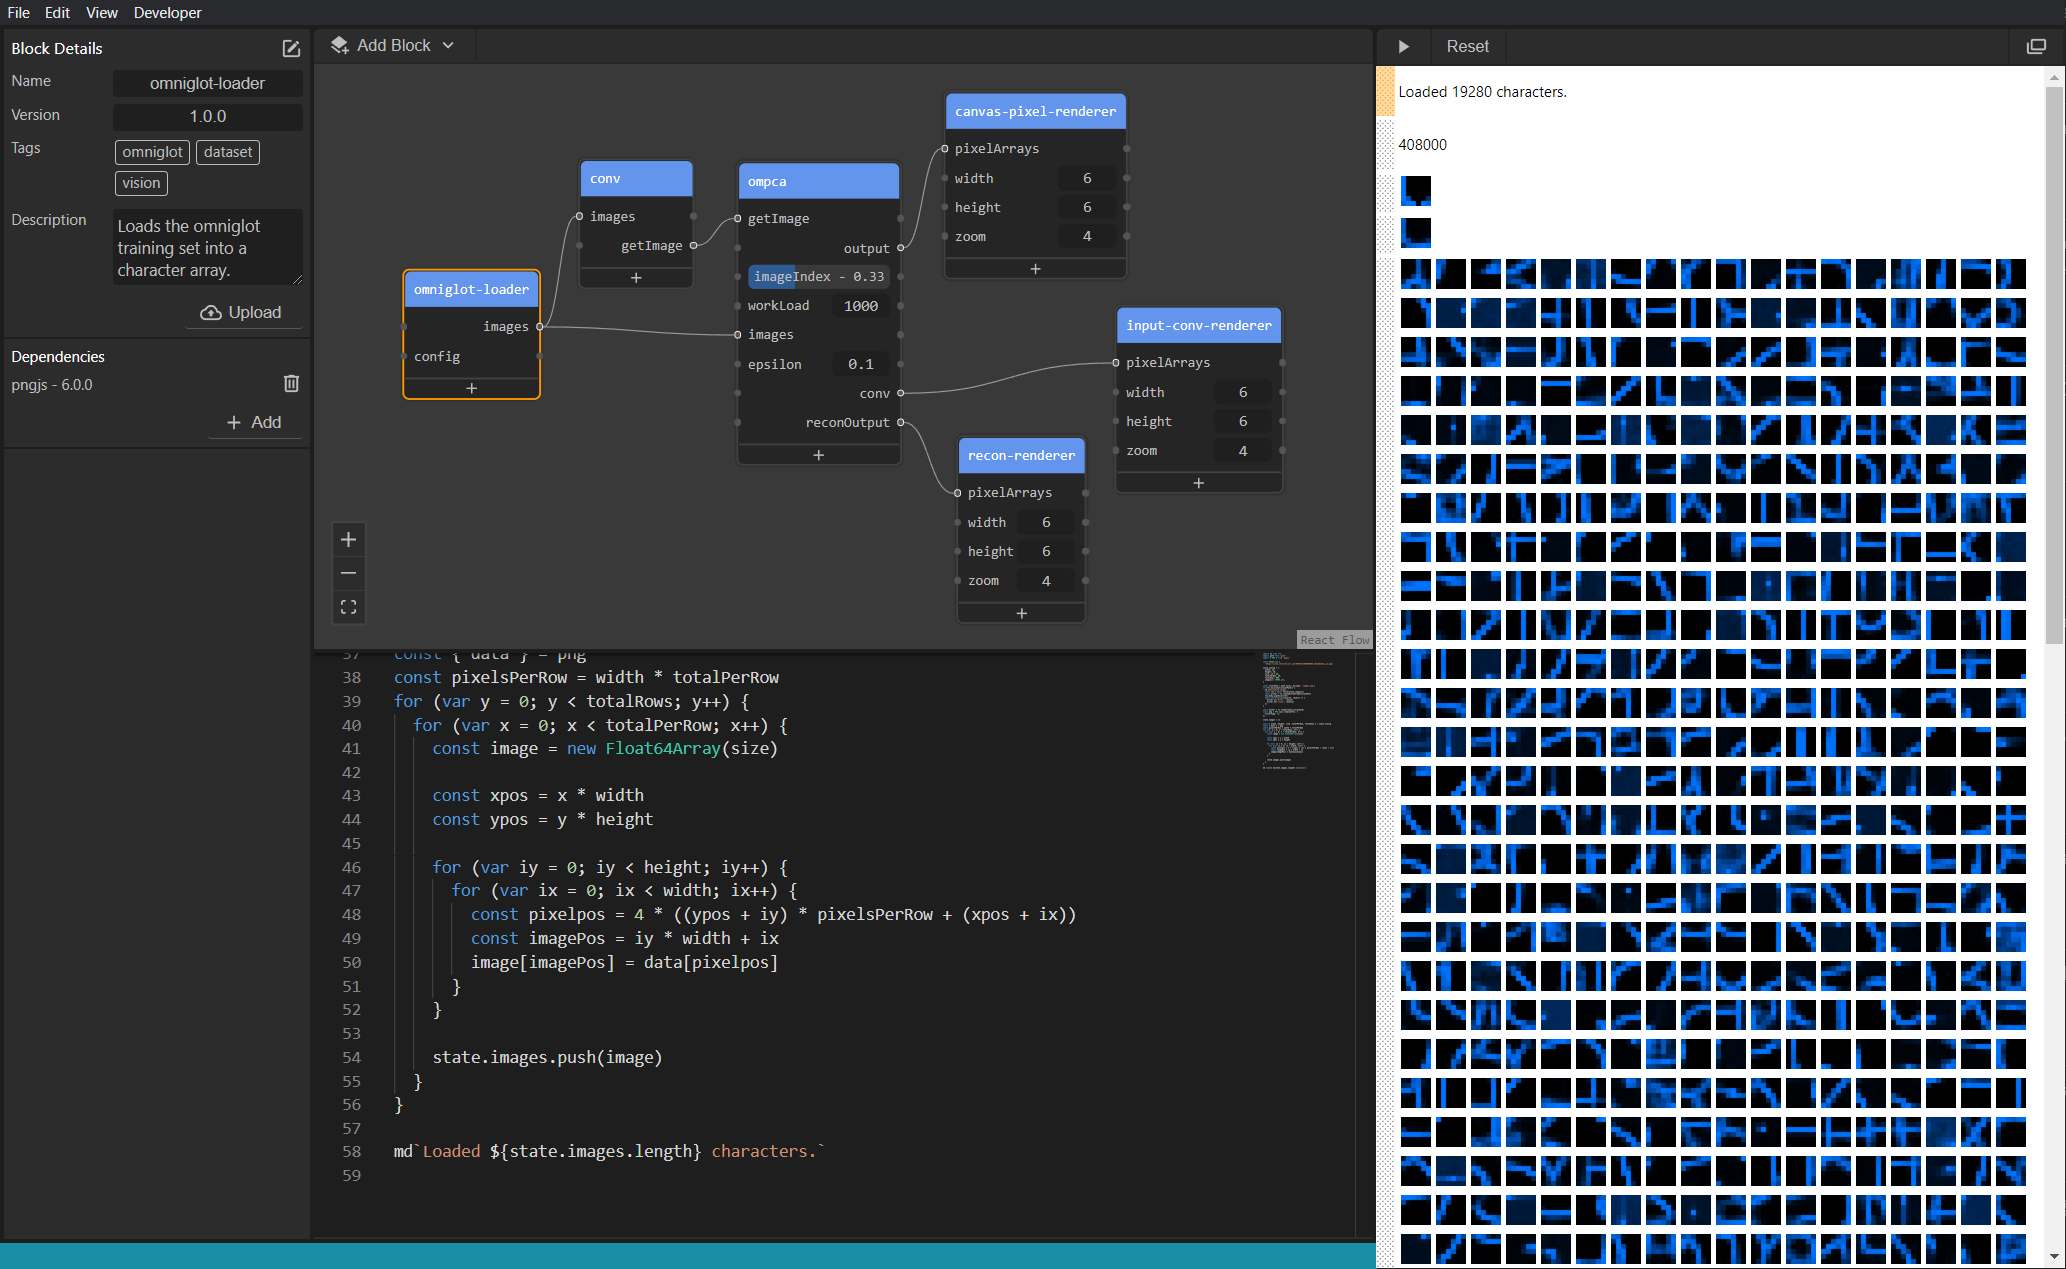 File Edit View Developer
Block Details
Name omniglot-loader
Version 1.0.0
Tags omniglot dataset
vision
Description Loads the omniglot
training set into a
character array.
Upload
Dependencies
pngjs - 6.0.0
+ Add
Add Block
omniglot-loader
images
config
+
conv
images
getImage
+
ompca
getImage
output
imageIndex - 0.33
workLoad 1000
images
epsilon 0.1
conv
reconOutput
+
canvas-pixel-renderer
pixelArrays
width 6
height 6
zoom 4
+
input-conv-renderer
pixelArrays
width 6
height 6
zoom 4
+
recon-renderer
pixelArrays
width 6
height 6
zoom 4
+
React Flow
37 const { data } = png
38 const pixelsPerRow = width * totalPerRow
39 for (var y = 0; y < totalRows; y++) {
40 for (var x = 0; x < totalPerRow; x++) {
41 const image = new Float64Array(size)
42
43 const xpos = x * width
44 const ypos = y * height
45
46 for (var iy = 0; iy < height; iy++) {
47 for (var ix = 0; ix < width; ix++) {
48 const pixelpos = 4 * ((ypos + iy) * pixelsPerRow + (xpos + ix))
49 const imagePos = iy * width + ix
50 image[imagePos] = data[pixelpos]
51 }
52 }
53
54 state.images.push(image)
55 }
56 }
57
58 md`Loaded ${state.images.length} characters.`
59
Reset
Loaded 19280 characters.
408000